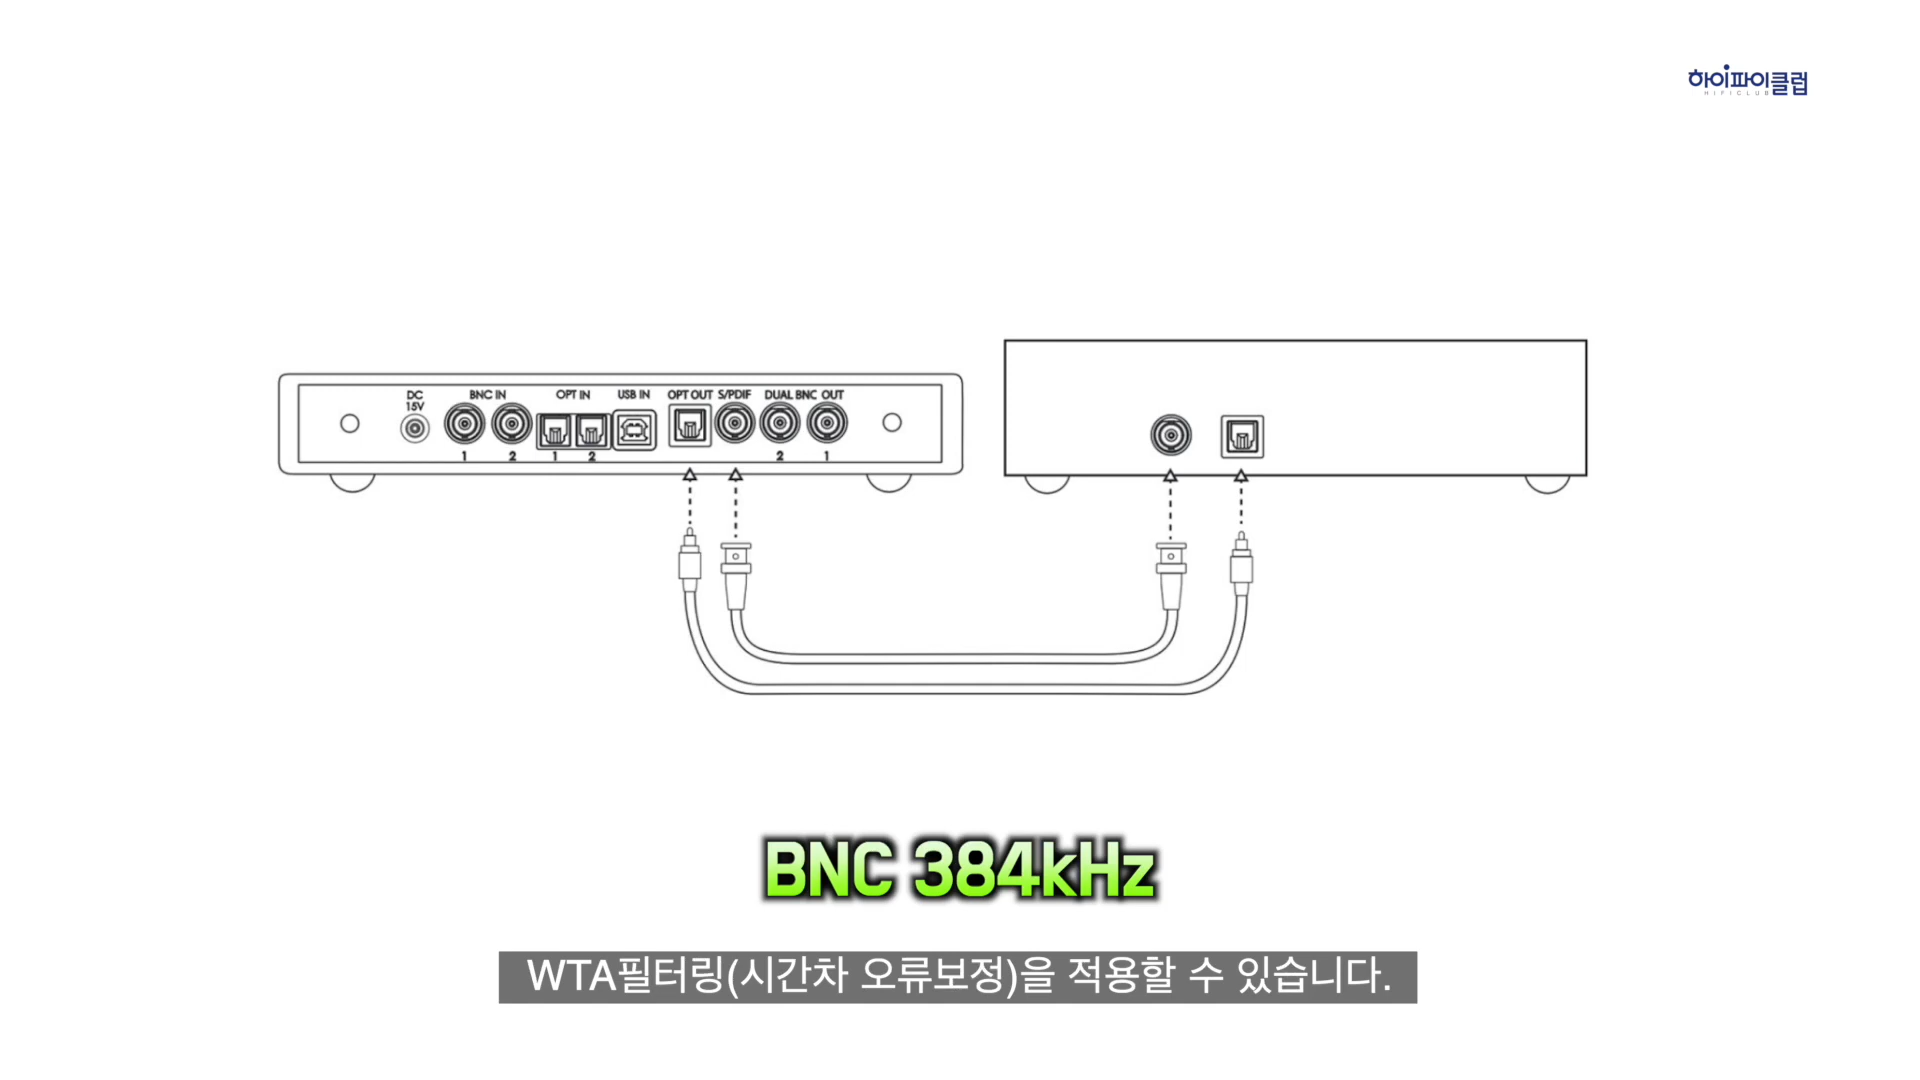 하이파이클럽
HIFICLUB
DC
15V
BNC IN
OPT IN
USB IN
OPT OUT
S/PDIF
DUAL BNC OUT
1
2
1
2
2
1
BNC 384kHz
WTA필터링(시간차 오류보정)을 적용할 수 있습니다.